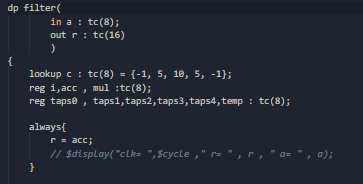 dp filter(
in a : tc(8);
out r : tc(16)
)
{
lookup c : tc(8) = {-1, 5, 10, 5, -1};
reg i,acc , mul :tc(8);
reg taps0 , taps1,taps2,taps3,taps4,temp : tc(8);
always{
r = acc;
// $display("clk= ",$cycle ," r= " , r , " a= " , a);
}